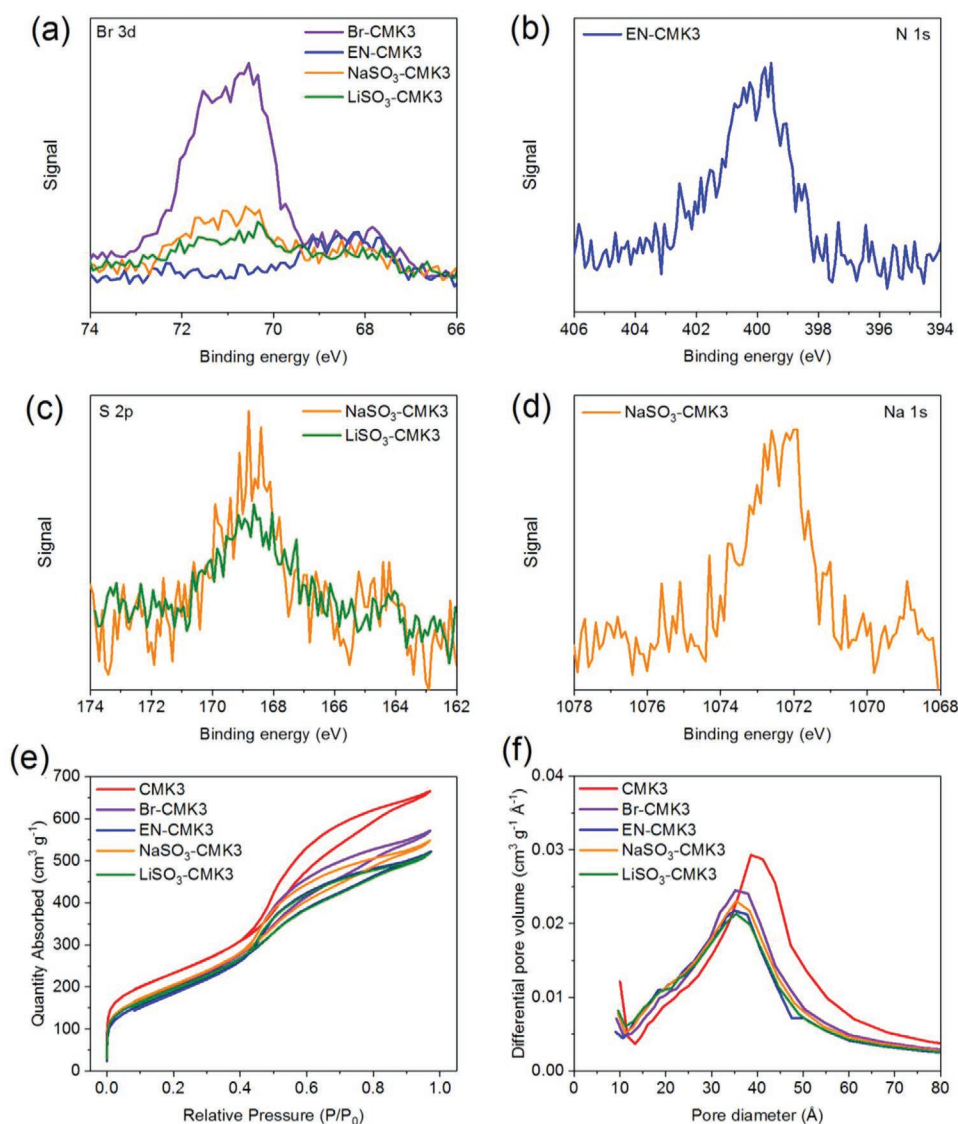 (a)
Br 3d
Br-CMK3
EN-CMK3
NaSO₃-CMK3
LiSO₃-CMK3
Signal
74 72 70 68 66
Binding energy (eV)
(b)
EN-CMK3
N 1s
Signal
406 404 402 400 398 396 394
Binding energy (eV)
(c)
S 2p
NaSO₃-CMK3
LiSO₃-CMK3
Signal
174 172 170 168 166 164 162
Binding energy (eV)
(d)
NaSO₃-CMK3
Na 1s
Signal
1078 1076 1074 1072 1070 1068
Binding energy (eV)
(e)
700
600
500
400
300
200
100
0
CMK3
Br-CMK3
EN-CMK3
NaSO₃-CMK3
LiSO₃-CMK3
Quantity Absorbed (cm³ g⁻¹)
0.0 0.2 0.4 0.6 0.8 1.0
Relative Pressure (P/P₀)
(f)
0.04
0.03
0.02
0.01
0.00
CMK3
Br-CMK3
EN-CMK3
NaSO₃-CMK3
LiSO₃-CMK3
Differential pore volume (cm³ g⁻¹ Å⁻¹)
0 10 20 30 40 50 60 70 80
Pore diameter (Å)